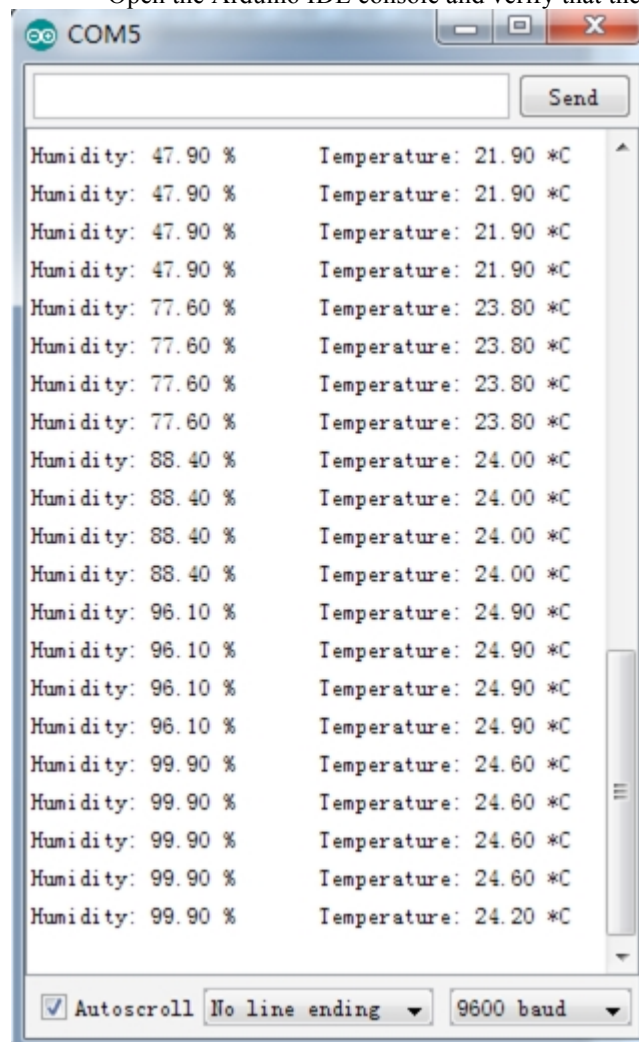 Open the Arduino IDE console and verify that the
COM5
Send
Humidity: 47.90 % Temperature: 21.90 *C
Humidity: 47.90 % Temperature: 21.90 *C
Humidity: 47.90 % Temperature: 21.90 *C
Humidity: 47.90 % Temperature: 21.90 *C
Humidity: 77.60 % Temperature: 23.80 *C
Humidity: 77.60 % Temperature: 23.80 *C
Humidity: 77.60 % Temperature: 23.80 *C
Humidity: 77.60 % Temperature: 23.80 *C
Humidity: 88.40 % Temperature: 24.00 *C
Humidity: 88.40 % Temperature: 24.00 *C
Humidity: 88.40 % Temperature: 24.00 *C
Humidity: 88.40 % Temperature: 24.00 *C
Humidity: 96.10 % Temperature: 24.90 *C
Humidity: 96.10 % Temperature: 24.90 *C
Humidity: 96.10 % Temperature: 24.90 *C
Humidity: 96.10 % Temperature: 24.90 *C
Humidity: 99.90 % Temperature: 24.60 *C
Humidity: 99.90 % Temperature: 24.60 *C
Humidity: 99.90 % Temperature: 24.60 *C
Humidity: 99.90 % Temperature: 24.60 *C
Humidity: 99.90 % Temperature: 24.20 *C
Autoscroll No line ending 9600 baud